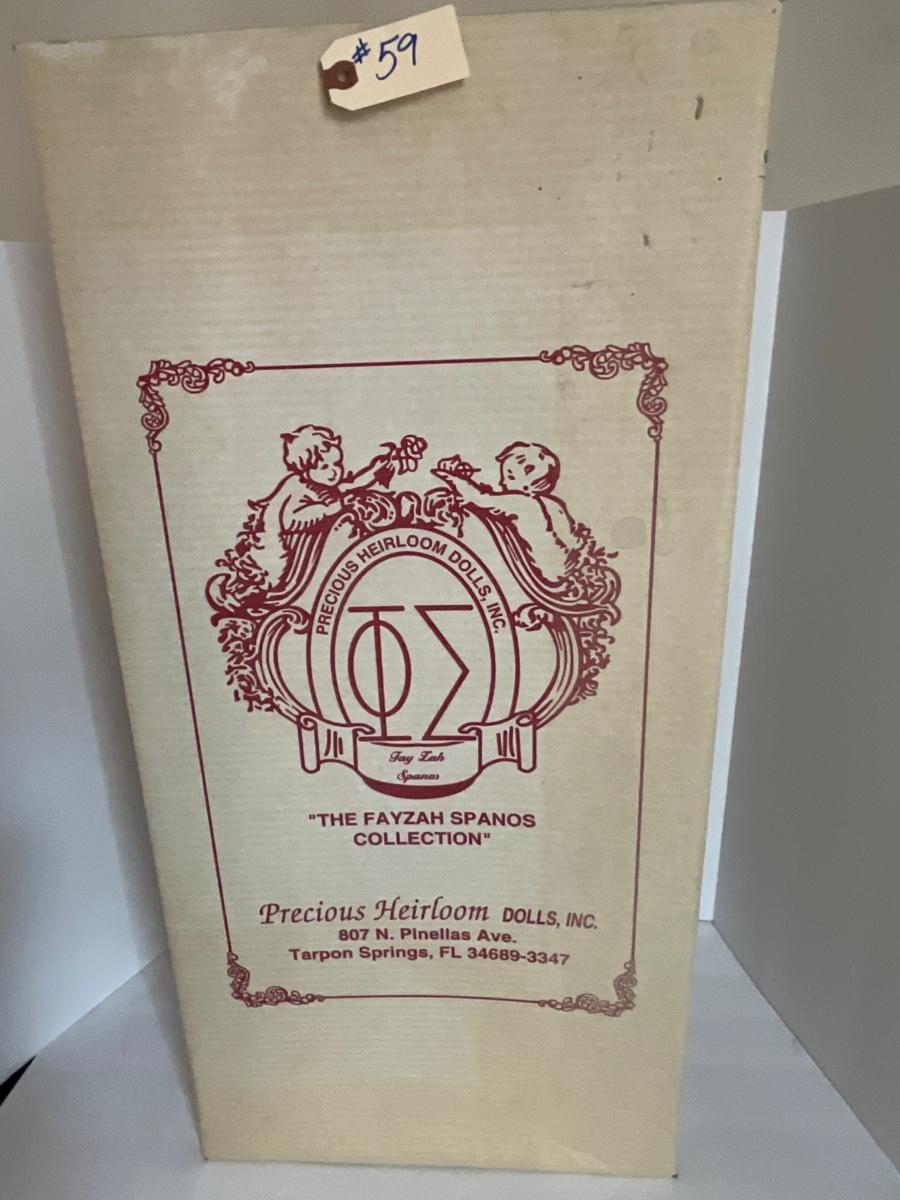 #59
PRECIOUS HEIRLOOM DOLLS, INC.
ΦΣ
Fay Zah
Spanos
"THE FAYZAH SPANOS
COLLECTION"
Precious Heirloom DOLLS, INC.
807 N. Pinellas Ave.
Tarpon Springs, FL 34689-3347